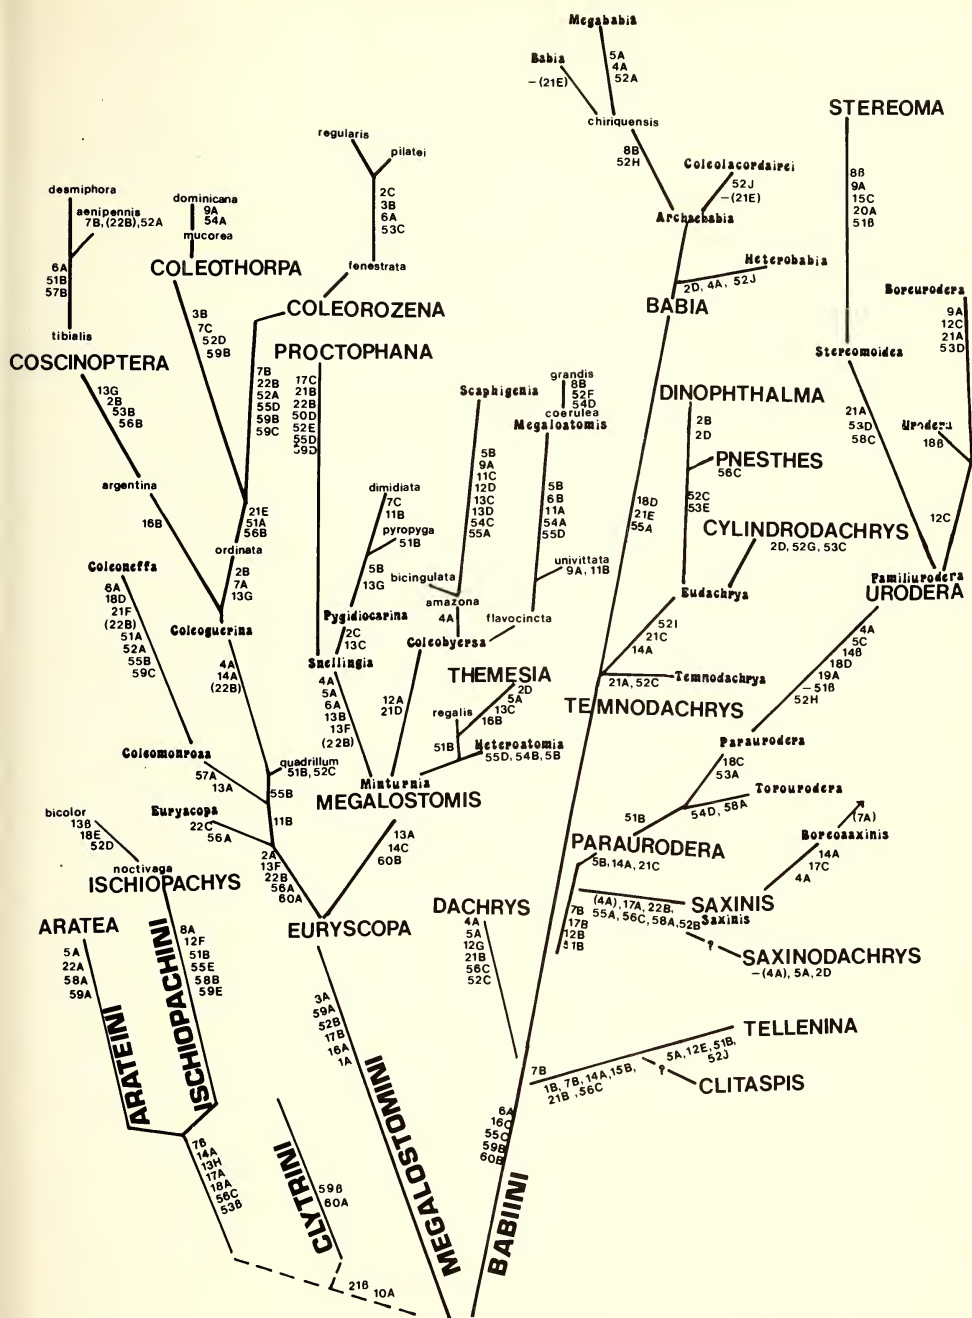 Megababia
5A
4A
52A
Babia
–(21E)
chiriquensis
8B
52H
Coleolacordairei
52J
–(21E)
Archaebabia
Heterobabia
2D, 4A, 52J
BABIA
18D
21E
55A
STEREOMA
8B
9A
15C
20A
51B
Stereomoidea
21A
53D
58C
Boreurodera
9A
12C
21A
53D
Urodera
18B
12C
Familiurodera
URODERA
4A
5C
14B
18D
19A
–51B
52H
regularis
pilatei
2C
3B
6A
53C
fenestrata
COLEOROZENA
7B
22B
52A
55D
59B
59C
desmiphora
aenipennis
7B,(22B),52A
6A
51B
57B
tibialis
COSCINOPTERA
13G
2B
53B
56B
argentina
16B
dominicana
9A
54A
mucorea
COLEOTHORPA
3B
7C
52D
59B
21E
51A
56B
ordinata
2B
7A
13G
Coleoguerina
4A
14A
(22B)
PROCTOPHANA
17C
21B
22B
50D
52E
55D
59D
Scaphigenia
5B
9A
11C
12D
13C
13D
54C
55A
grandis
8B
52F
54D
coerulea
Megaloatomis
5B
6B
11A
54A
55D
univittata
9A, 11B
flavocincta
dimidiata
7C
11B
pyropyga
51B
5B
13G
bicingulata
amazona
4A
Pygidiocarina
2C
13C
Snellingia
4A
5A
6A
13B
13F
(22B)
Coleobyersa
12A
21D
THEMESIA
2D
5A
13C
16B
regalis
51B
Heteroatomia
55D, 54B, 5B
Minturnia
MEGALOSTOMIS
13A
14C
60B
Coleoneffa
6A
18D
21F
(22B)
51A
52A
55B
59C
Coleomonroaa
57A
13A
quadrillum
51B, 52C
55B
11B
Euryacopa
22C
56A
2A
13F
22B
56A
60A
EURYSCOPA
3A
59A
52B
17B
16A
1A
MEGALOSTOMINI
bicolor
13B
18E
52D
noctivaga
ISCHIOPACHYS
8A
12F
51B
55E
58B
59E
ISCHIOPACHINI
ARATEA
5A
22A
58A
59A
ARATEINI
7B
14A
13H
17A
18A
56C
53B
CLYTRINI
59B
60A
21B 10A
DINOPHTHALMA
2B
2D
PNESTHES
56C
52C
53E
CYLINDRODACHRYS
2D, 52G, 53C
Eudachrya
52I
21C
14A
21A, 52C
Temnodachrya
TEMNODACHRYS
Paraurodera
18C
53A
Torourodera
54D, 58A
51B
PARAURODERA
5B,14A, 21C
Boreoaaxinis
(7A)
14A
17C
4A
SAXINIS
(4A), 17A, 22B,
55A, 56C, 58A,52B
Saxinis
7B
17B
12B
51B
?
SAXINODACHRYS
–(4A), 5A, 2D
DACHRYS
4A
5A
12G
21B
56C
52C
TELLENINA
5A,12E,51B,
52J
7B
1B, 7B, 14A,15B,
21B ,56C
?
CLITASPIS
6A
16C
55C
59B
60B
BABIINI